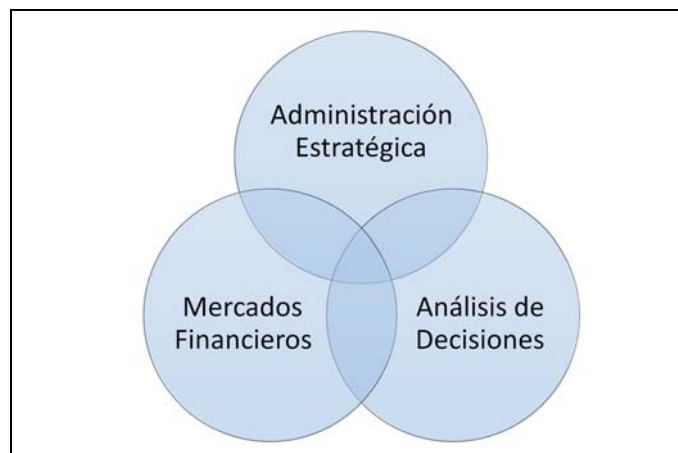 Administración
Estratégica
Mercados
Financieros
Análisis de
Decisiones